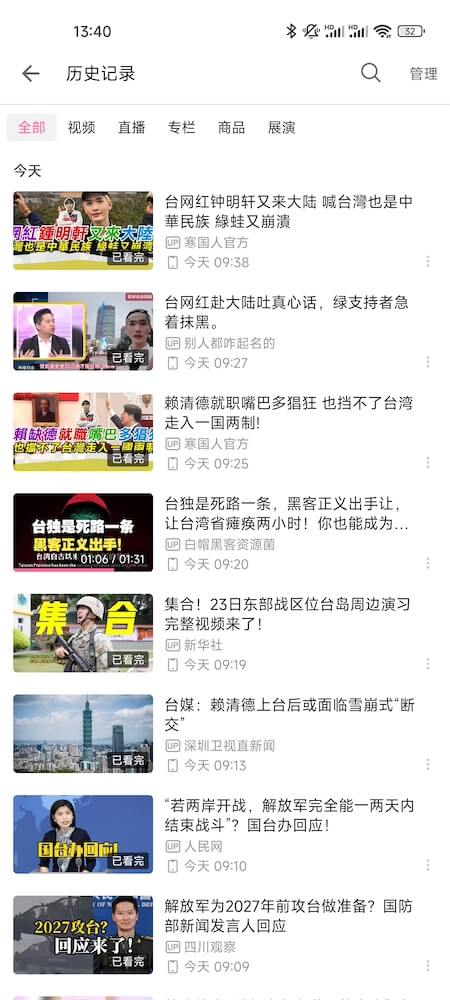 13:40
HD
HD
32
历史记录
管理
全部
视频
直播
专栏
商品
展演
今天
网红鍾明軒又來大陸
也是中華民族 綠蛙又崩潰
已看完
台网红钟明轩又来大陆 喊台灣也是中
華民族 綠蛙又崩潰
UP 寒国人官方
今天 09:38
已看完
台网红赴大陆吐真心话，绿支持者急
着抹黑。
UP 别人都咋起名的
今天 09:27
賴缺德就職嘴巴多猖狂
也擋不了台灣走入一國兩制!
已看完
赖清德就职嘴巴多猖狂 也挡不了台湾
走入一国两制!
UP 寒国人官方
今天 09:25
台独是死路一条
黑客正义出手!
台湾自古以来
01:06 / 01:31
台独是死路一条，黑客正义出手让，
让台湾省瘫痪两小时！你也能成为...
UP 白帽黑客资源菌
今天 09:20
集合
已看完
集合！23日东部战区位台岛周边演习
完整视频来了！
UP 新华社
今天 09:19
已看完
台媒：赖清德上台后或面临雪崩式“断
交”
UP 深圳卫视直新闻
今天 09:13
国台办回应!
已看完
“若两岸开战，解放军完全能一两天内
结束战斗”？国台办回应！
UP 人民网
今天 09:10
2027攻台?
回应来了!
已看完
解放军为2027年前攻台做准备？国防
部新闻发言人回应
UP 四川观察
今天 09:09